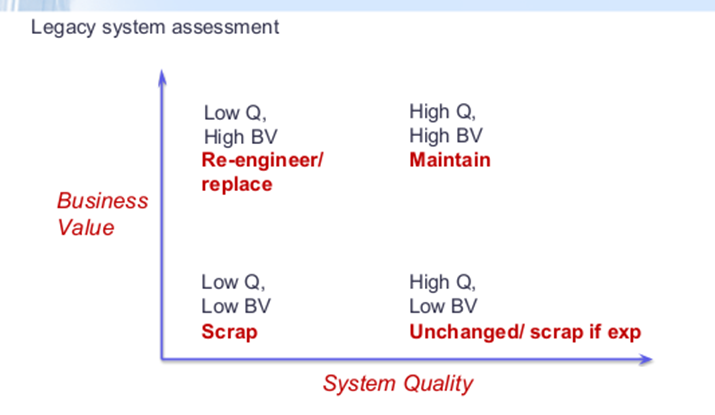 Legacy system assessment
Low Q,
High BV
Re-engineer/
replace
High Q,
High BV
Maintain
Business
Value
Low Q,
Low BV
Scrap
High Q,
Low BV
Unchanged/ scrap if exp
System Quality